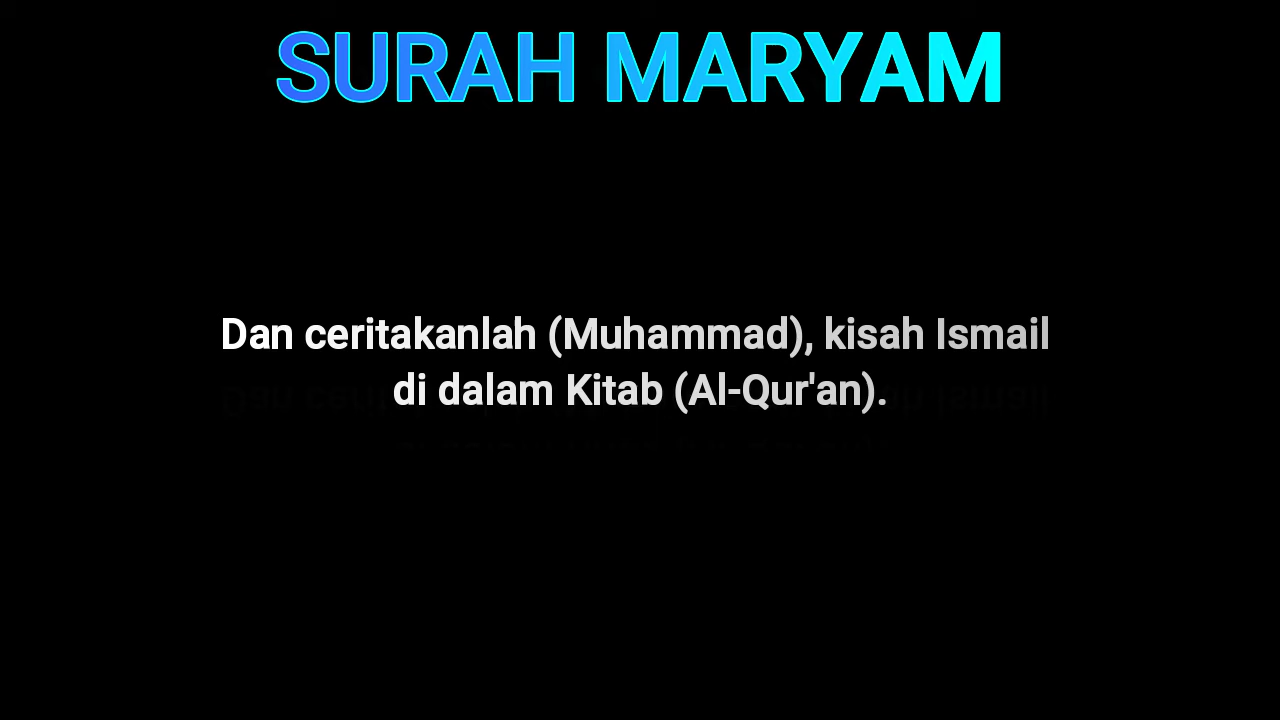 SURAH MARYAM
Dan ceritakanlah (Muhammad), kisah Ismail
di dalam Kitab (Al-Qur'an).